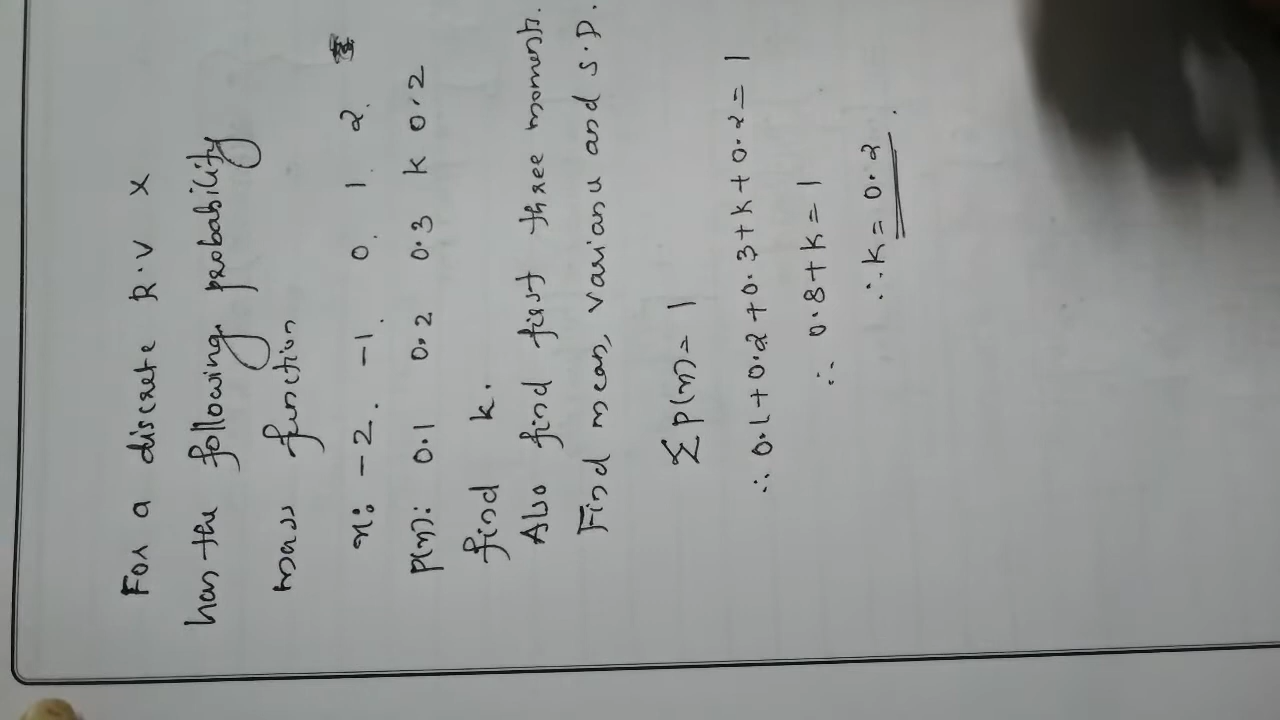 For a discrete R.V X
has the following probability
mass function
x: -2. -1. 0. 1. 2.
P(x): 0.1 0.2 0.3 K 0.2
find k.
Also find first three moments.
Find mean, variance and S.D.
∑ P(x) = 1
∴ 0.1+0.2+0.3+K+0.2=1
∴ 0.8+K=1
∴ K=0.2.